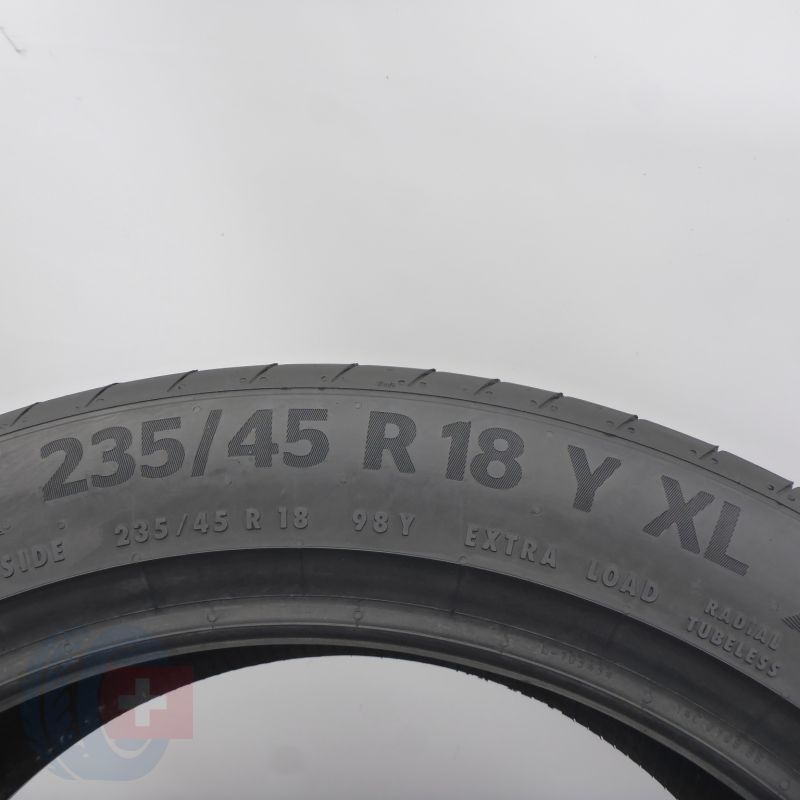 235/45 R 18 Y XL
SIDE 235/45 R 18 98 Y EXTRA LOAD RADIAL
TUBELESS